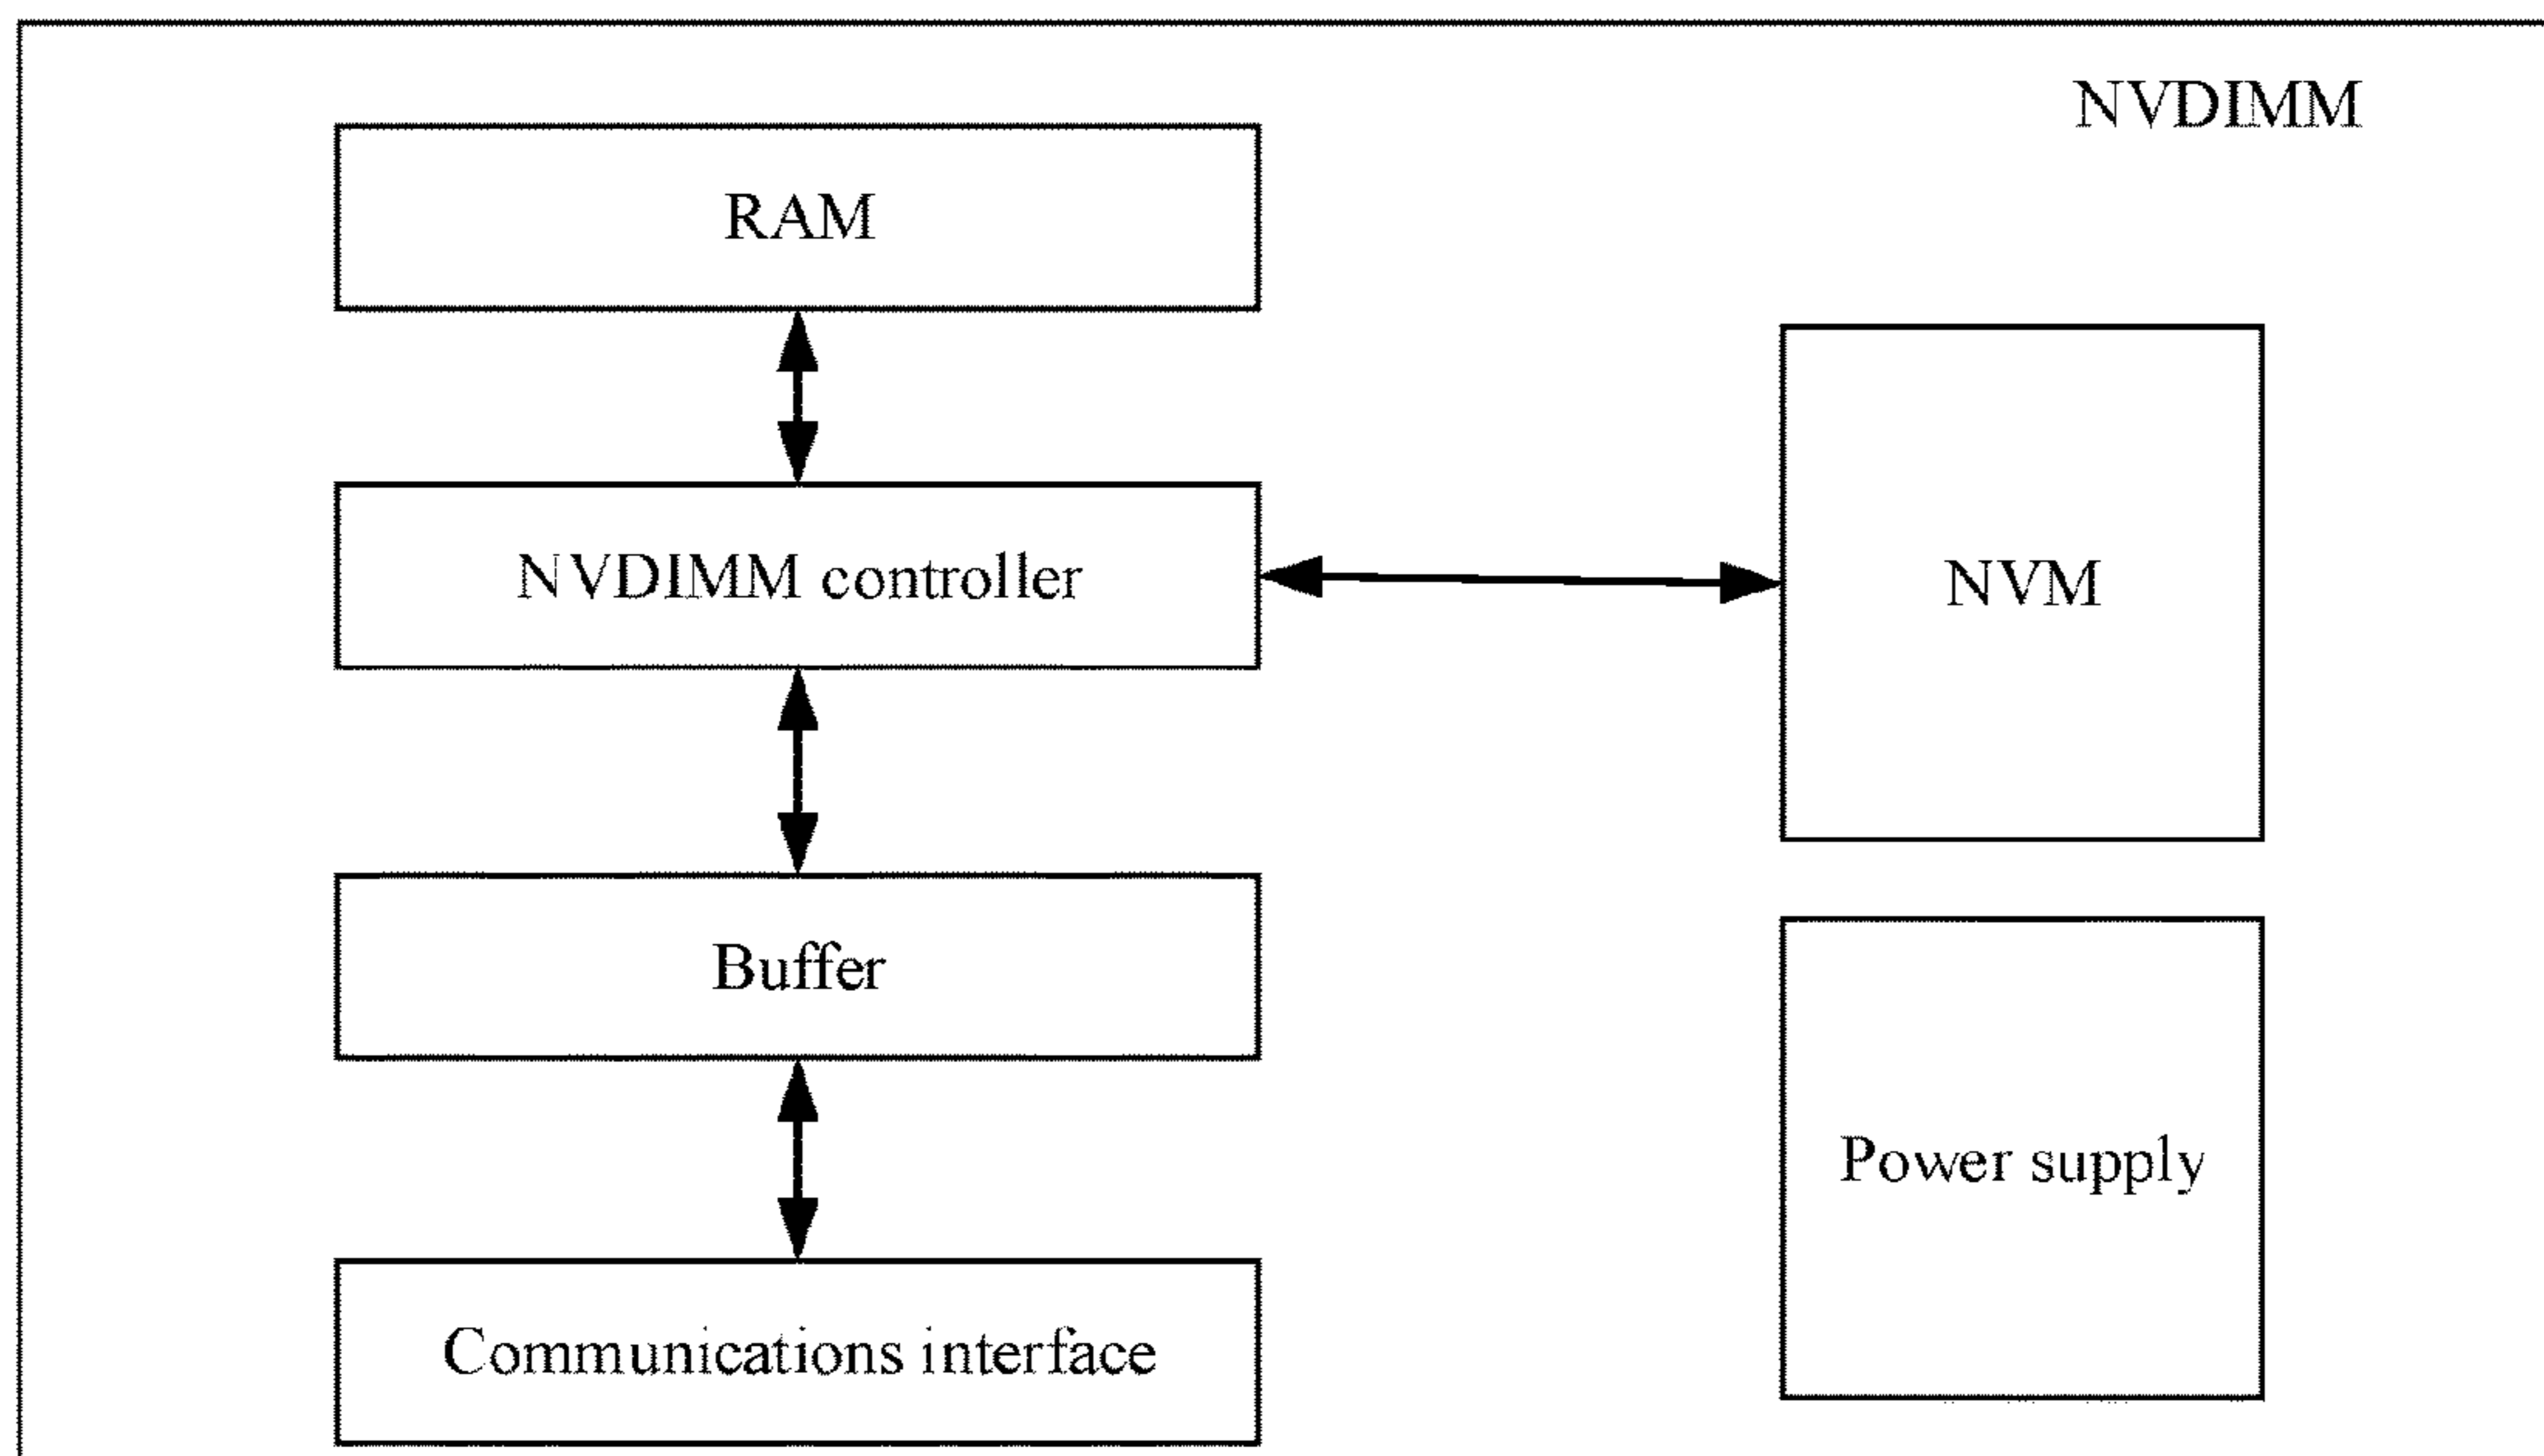 NVDIMM
RAM
NVDIMM controller
NVM
Buffer
Power supply
Communications interface